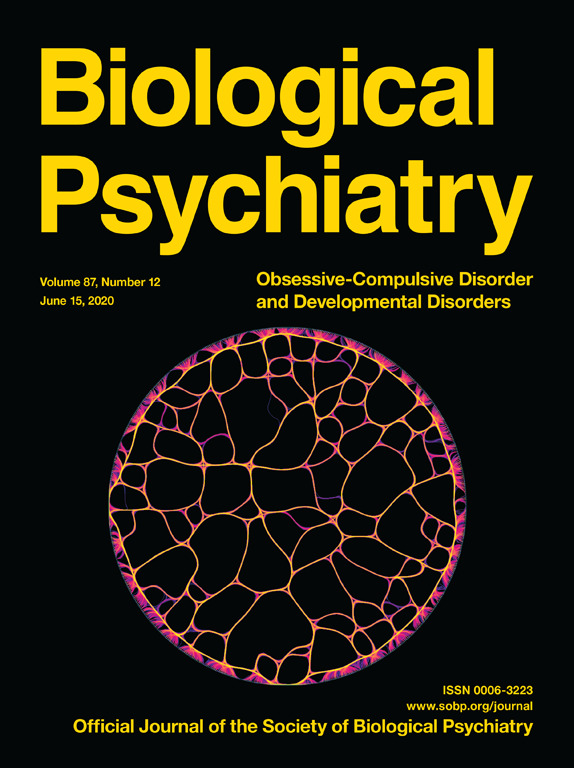 Biological
Psychiatry
Volume 87, Number 12
June 15, 2020
Obsessive-Compulsive Disorder
and Developmental Disorders
ISSN 0006-3223
www.sobp.org/journal
Official Journal of the Society of Biological Psychiatry